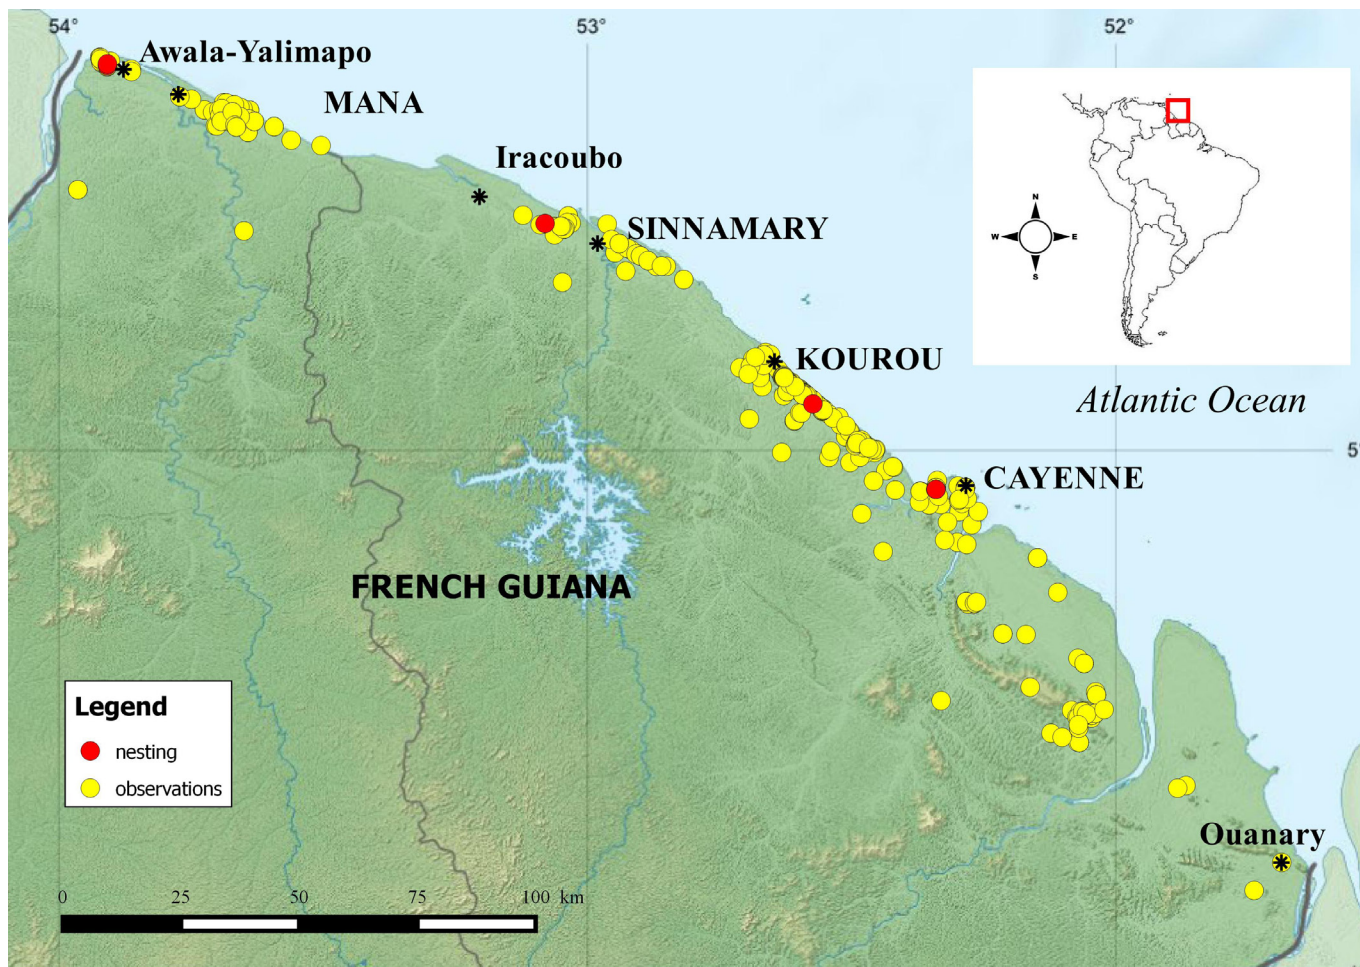 54° 53° 52°
Awala-Yalimapo
MANA
Iracoubo
SINNAMARY
N
W E
S
KOUROU
Atlantic Ocean
5°
CAYENNE
FRENCH GUIANA
Legend
nesting
observations
Ouanary
0 25 50 75 100 km